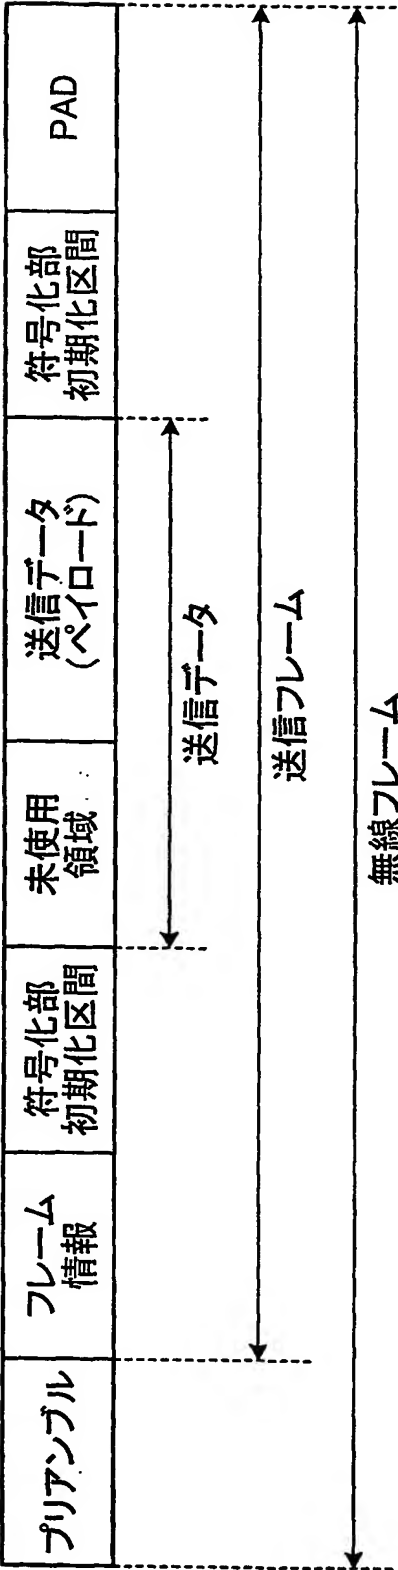 プリアンブル
フレーム
情報
符号化部
初期化区間
未使用
領域
送信データ
(ペイロード)
符号化部
初期化区間
PAD
送信データ
送信フレーム
無線フレーム